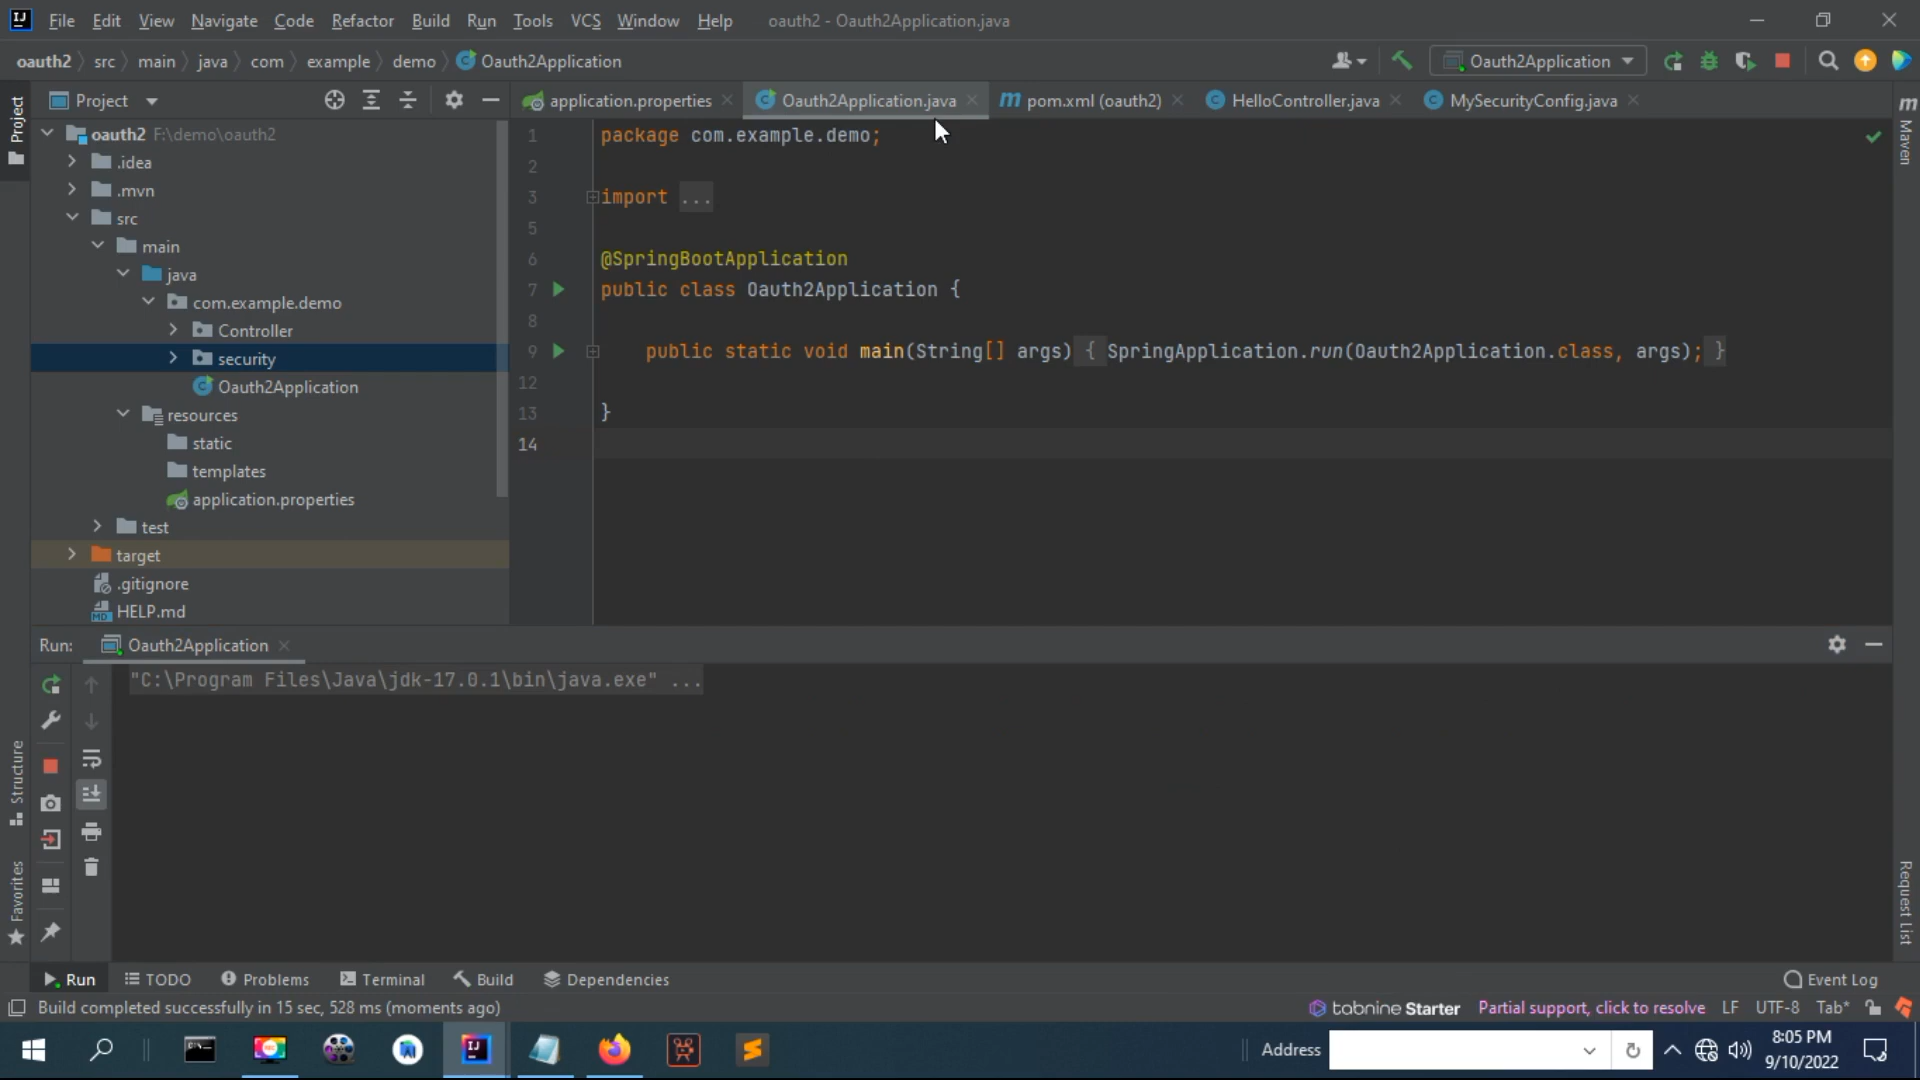 File Edit View Navigate Code Refactor Build Run Tools VCS Window Help oauth2 - Oauth2Application.java
oauth2 src main java com example demo Oauth2Application
Oauth2Application
Project
application.properties
Oauth2Application.java
pom.xml (oauth2)
HelloController.java
MySecurityConfig.java
Project
Maven
oauth2 F:\demo\oauth2
.idea
.mvn
src
main
java
com.example.demo
Controller
security
Oauth2Application
resources
static
templates
application.properties
test
target
.gitignore
HELP.md
1 package com.example.demo;
2
3 import ...
5
6 @SpringBootApplication
7 public class Oauth2Application {
8
9 public static void main(String[] args) { SpringApplication.run(Oauth2Application.class, args); }
12
13 }
14
Run: Oauth2Application
"C:\Program Files\Java\jdk-17.0.1\bin\java.exe" ...
Structure
Favorites
Request List
Run TODO Problems Terminal Build Dependencies Event Log
Build completed successfully in 15 sec, 528 ms (moments ago) tabnine Starter Partial support, click to resolve LF UTF-8 Tab*
Address
8:05 PM
9/10/2022